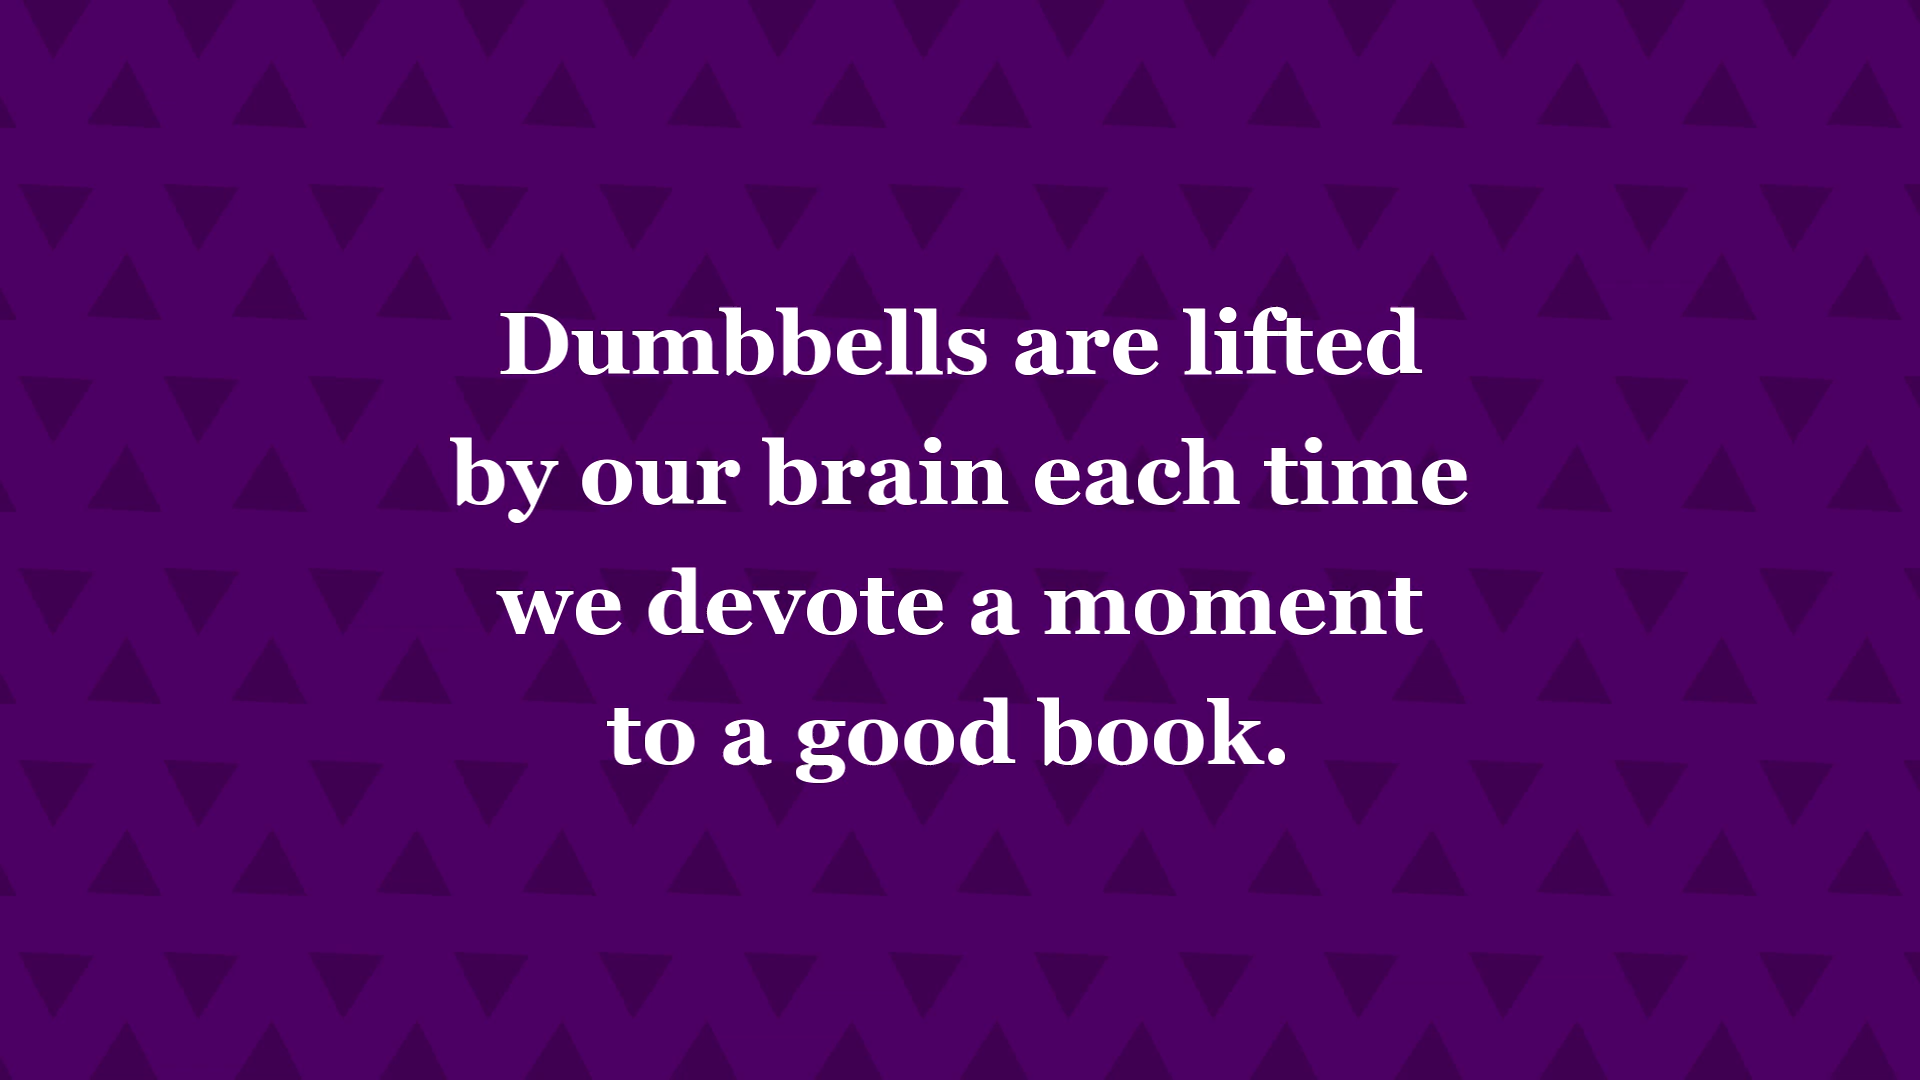 Dumbbells are lifted
by our brain each time
we devote a moment
to a good book.